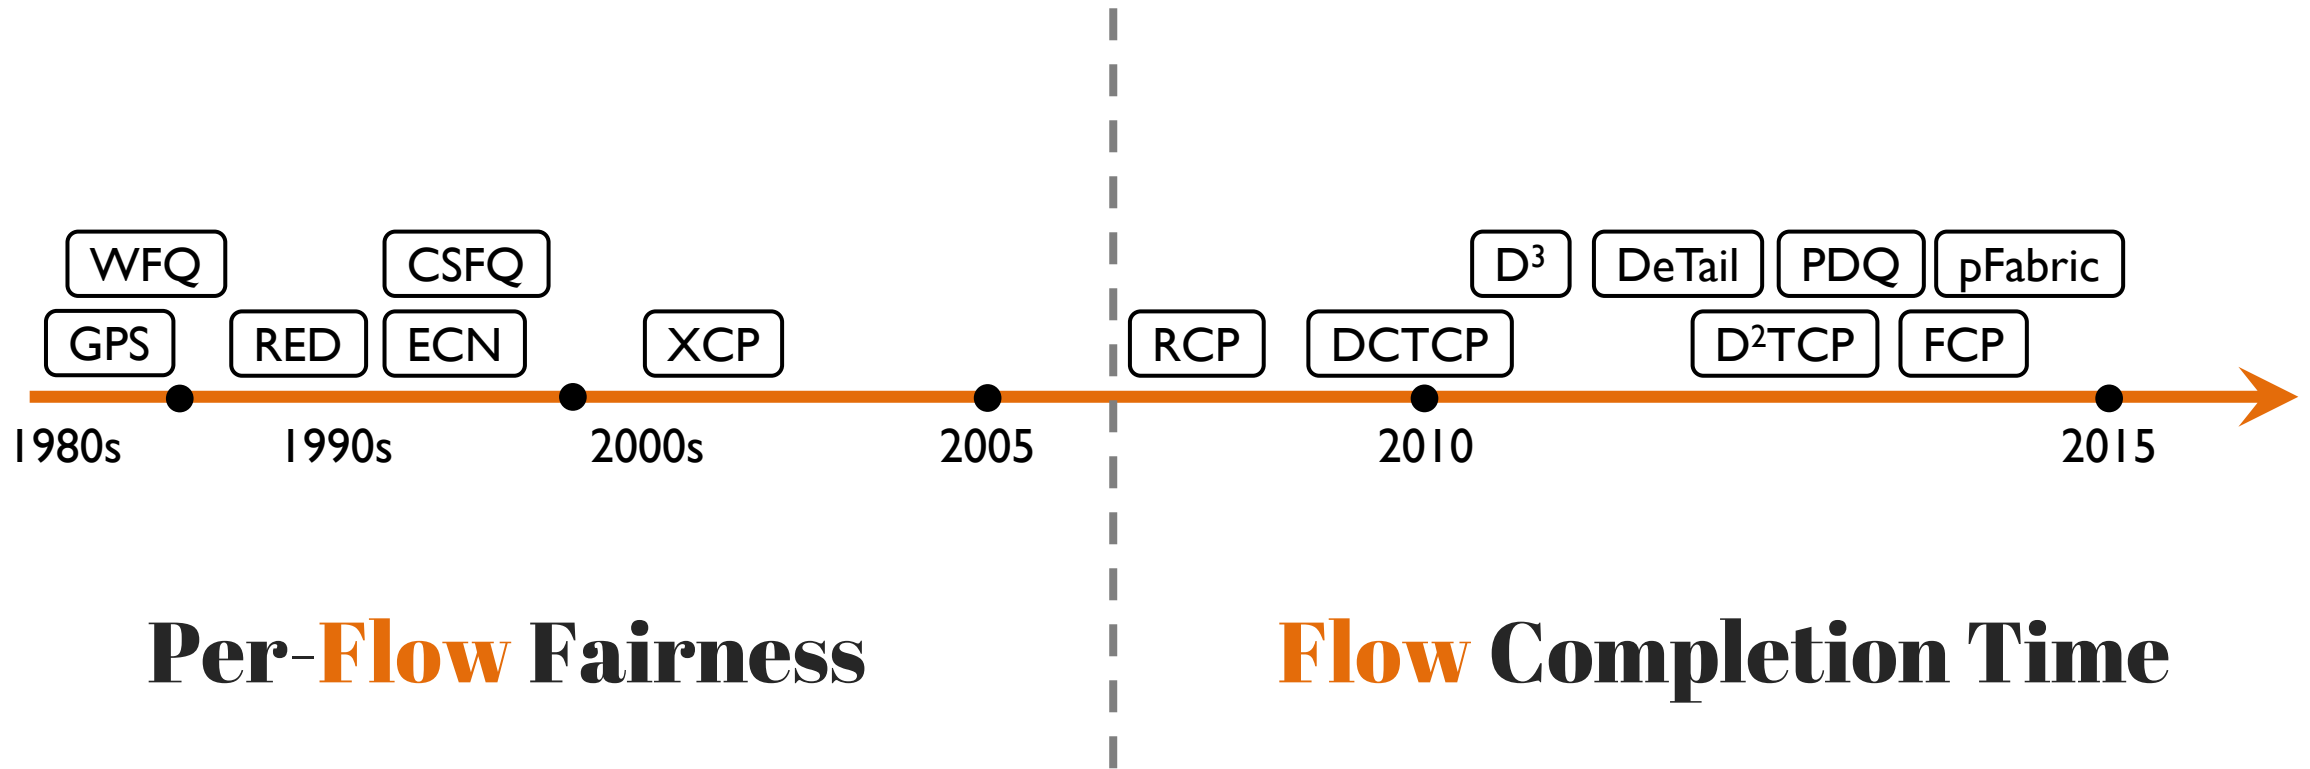 WFQ CSFQ D³ DeTail PDQ pFabric
GPS RED ECN XCP RCP DCTCP D²TCP FCP
1980s 1990s 2000s 2005 2010 2015
Per-Flow Fairness Flow Completion Time